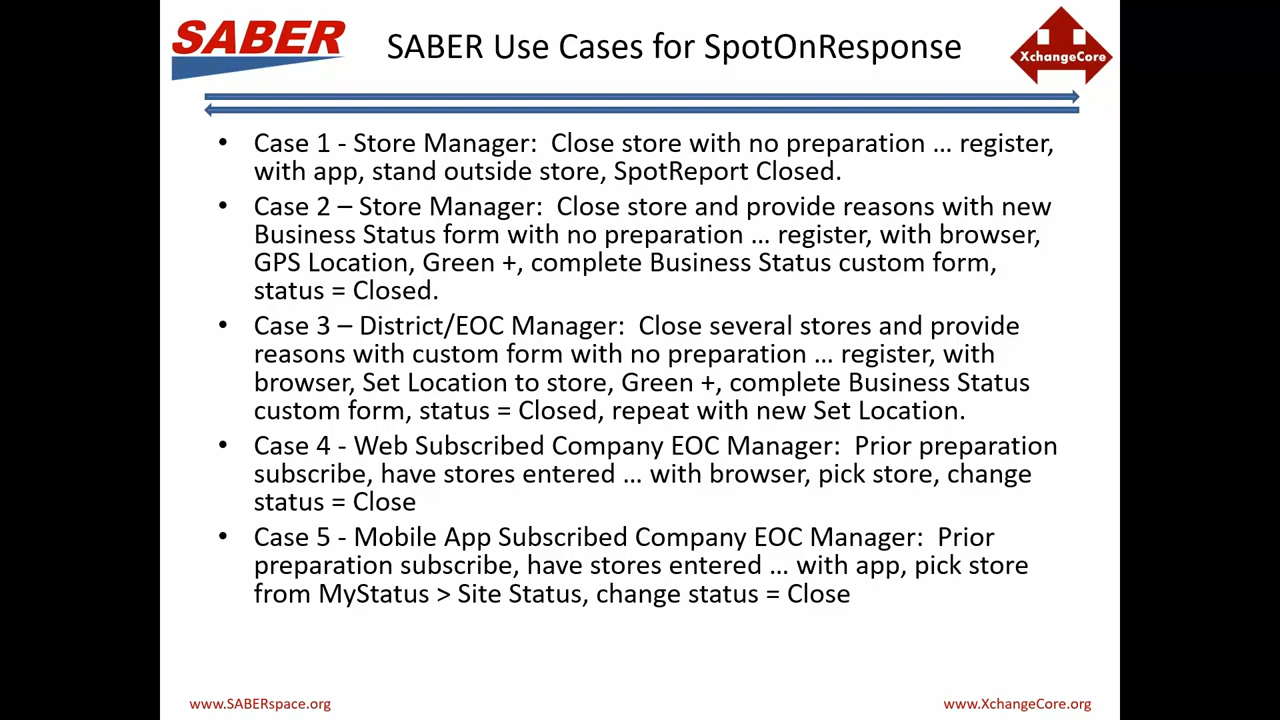 SABER
SABER Use Cases for SpotOnResponse
XchangeCore
• Case 1 - Store Manager: Close store with no preparation … register,
with app, stand outside store, SpotReport Closed.
• Case 2 – Store Manager: Close store and provide reasons with new
Business Status form with no preparation … register, with browser,
GPS Location, Green +, complete Business Status custom form,
status = Closed.
• Case 3 – District/EOC Manager: Close several stores and provide
reasons with custom form with no preparation … register, with
browser, Set Location to store, Green +, complete Business Status
custom form, status = Closed, repeat with new Set Location.
• Case 4 - Web Subscribed Company EOC Manager: Prior preparation
subscribe, have stores entered … with browser, pick store, change
status = Close
• Case 5 - Mobile App Subscribed Company EOC Manager: Prior
preparation subscribe, have stores entered … with app, pick store
from MyStatus > Site Status, change status = Close
www.SABERspace.org
www.XchangeCore.org